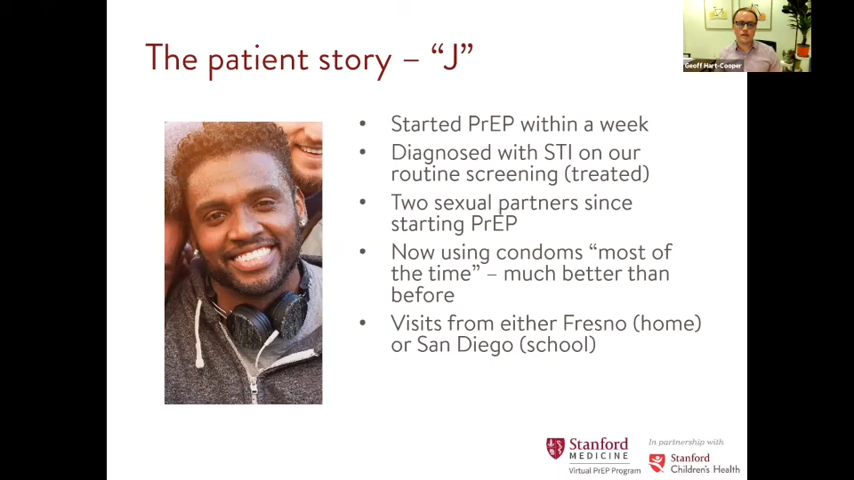 Geoff Hart-Cooper
The patient story – “J”
• Started PrEP within a week
• Diagnosed with STI on our
routine screening (treated)
• Two sexual partners since
starting PrEP
• Now using condoms “most of
the time” – much better than
before
• Visits from either Fresno (home)
or San Diego (school)
Stanford
MEDICINE
Virtual PrEP Program
In partnership with
Stanford
Children's Health